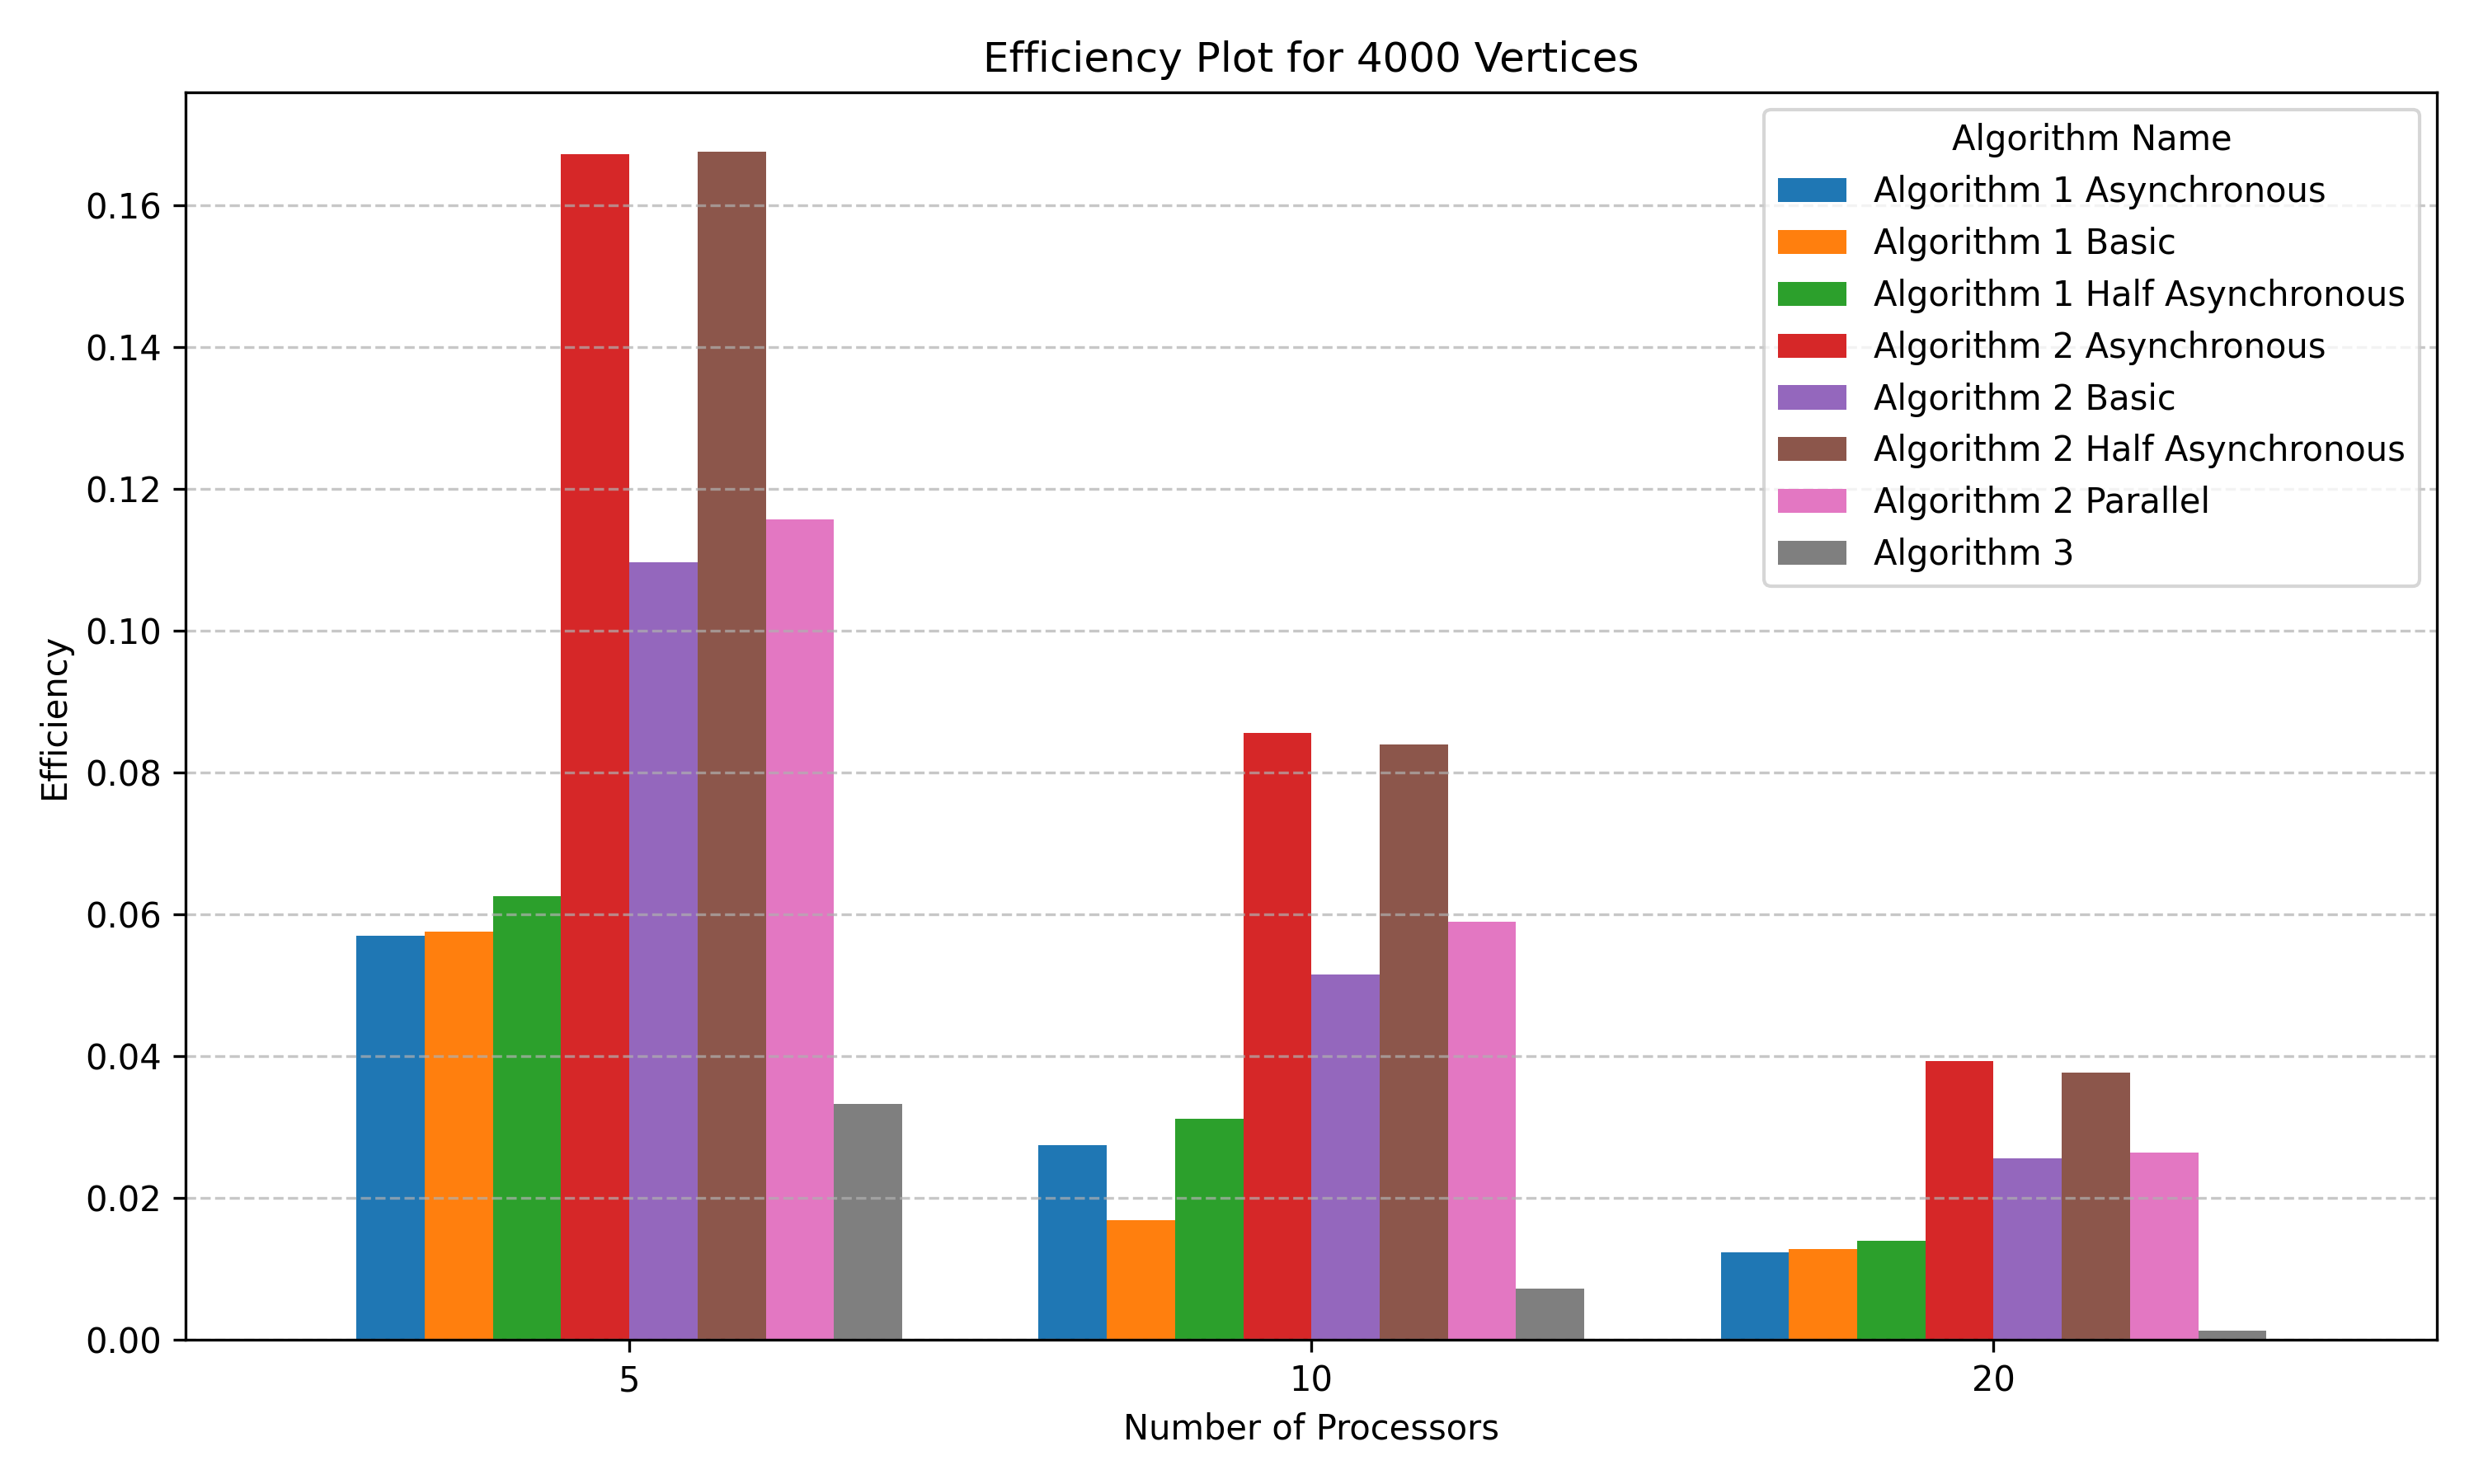 Efficiency Plot for 4000 Vertices
Algorithm Name
Algorithm 1 Asynchronous
Algorithm 1 Basic
Algorithm 1 Half Asynchronous
Algorithm 2 Asynchronous
Algorithm 2 Basic
Algorithm 2 Half Asynchronous
Algorithm 2 Parallel
Algorithm 3
Efficiency
0.16
0.14
0.12
0.10
0.08
0.06
0.04
0.02
0.00
5
10
20
Number of Processors